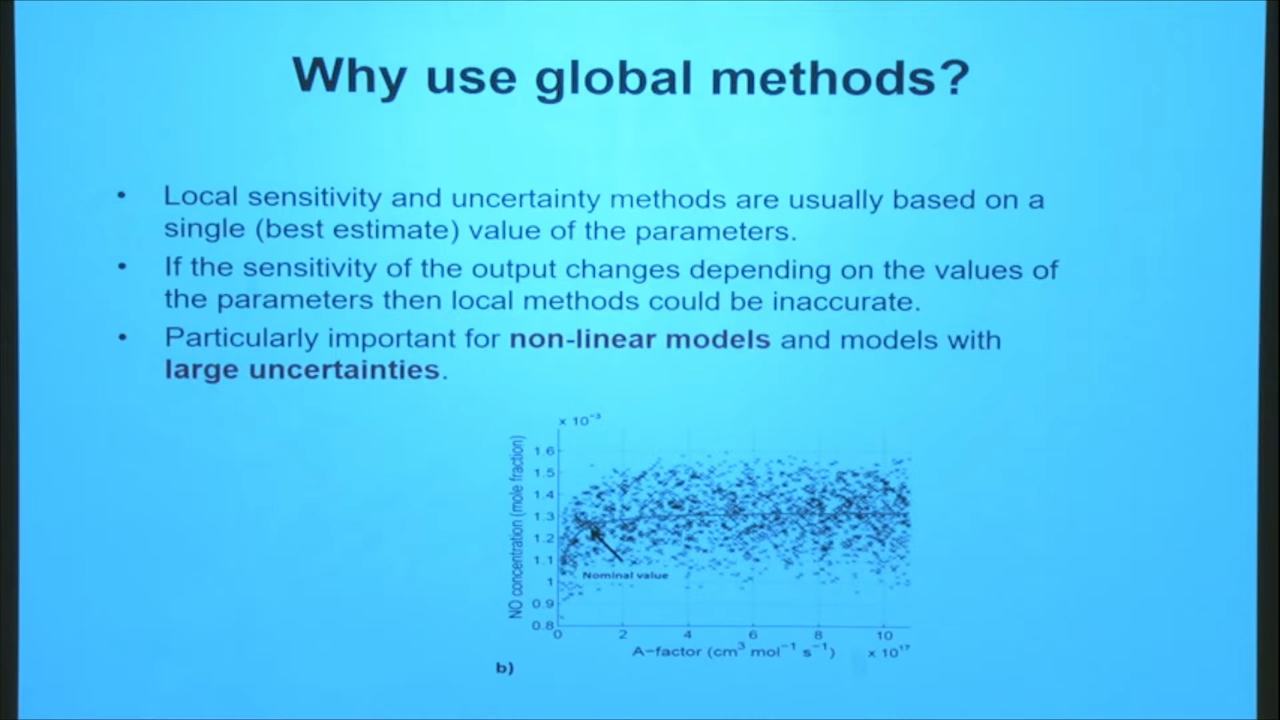 Why use global methods?
• Local sensitivity and uncertainty methods are usually based on a
single (best estimate) value of the parameters.
• If the sensitivity of the output changes depending on the values of
the parameters then local methods could be inaccurate.
• Particularly important for non-linear models and models with
large uncertainties.
x 10⁻³
NO concentration (mole fraction)
1.6
1.5
1.4
1.3
1.2
1.1
1
0.9
0.8
Nominal value
0 2 4 6 8 10
A-factor (cm³ mol⁻¹ s⁻¹) x 10¹⁷
b)